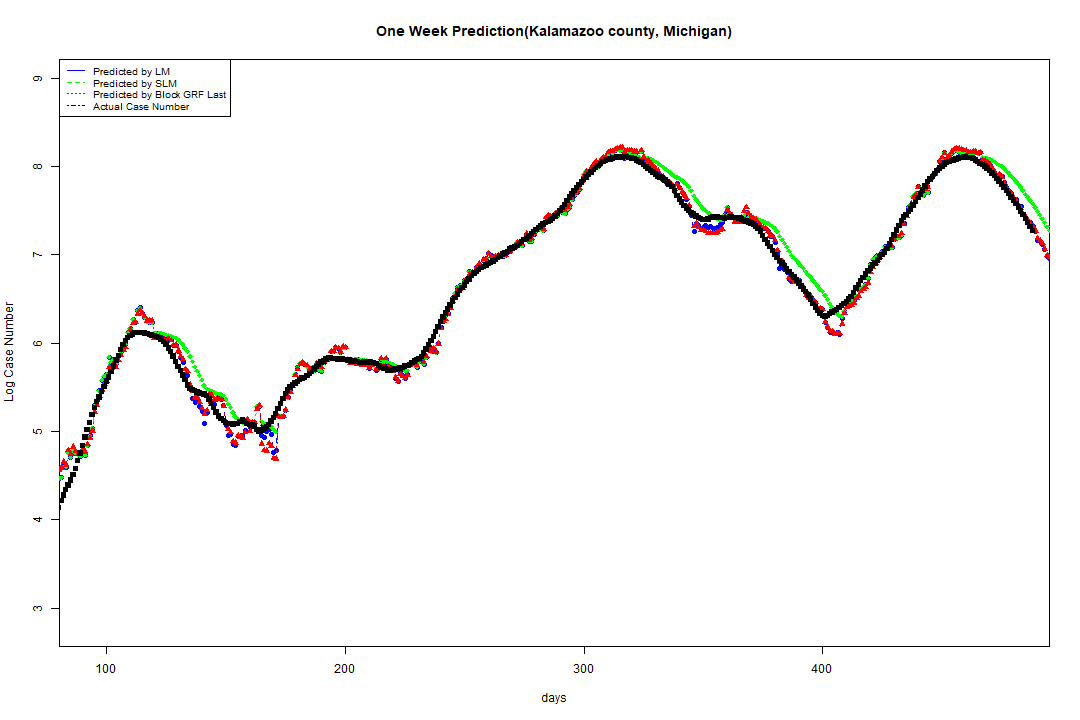 One Week Prediction(Kalamazoo county, Michigan)
Predicted by LM
Predicted by SLM
Predicted by Block GRF Last
Actual Case Number
9
8
7
6
5
4
3
Log Case Number
100 200 300 400
days